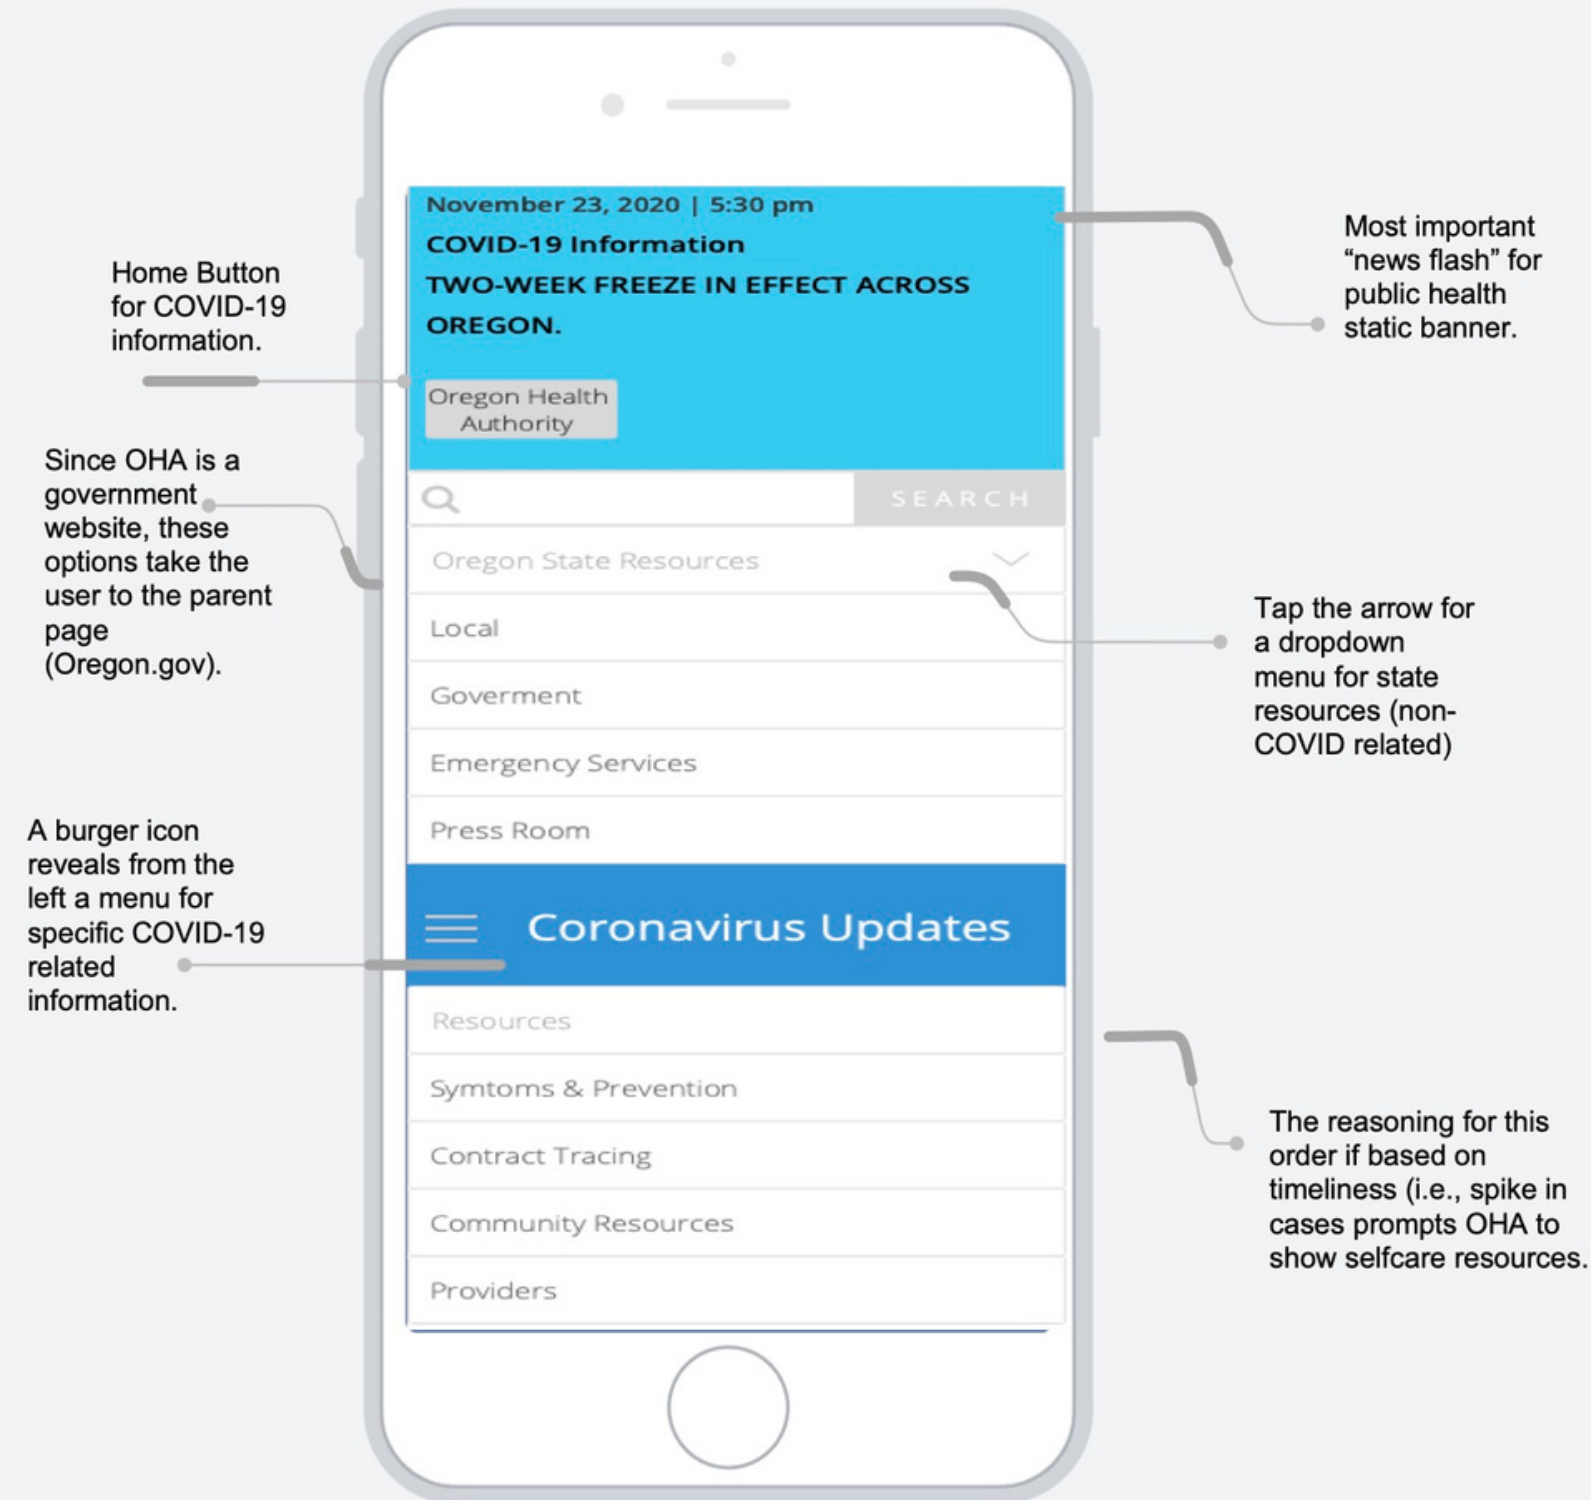 November 23, 2020 | 5:30 pm
COVID-19 Information
TWO-WEEK FREEZE IN EFFECT ACROSS
OREGON.
Oregon Health
Authority
SEARCH
Oregon State Resources
Local
Goverment
Emergency Services
Press Room
Coronavirus Updates
Resources
Symtoms & Prevention
Contract Tracing
Community Resources
Providers
Home Button
for COVID-19
information.
Since OHA is a
government
website, these
options take the
user to the parent
page
(Oregon.gov).
A burger icon
reveals from the
left a menu for
specific COVID-19
related
information.
Most important
“news flash” for
public health
static banner.
Tap the arrow for
a dropdown
menu for state
resources (non-
COVID related)
The reasoning for this
order if based on
timeliness (i.e., spike in
cases prompts OHA to
show selfcare resources.